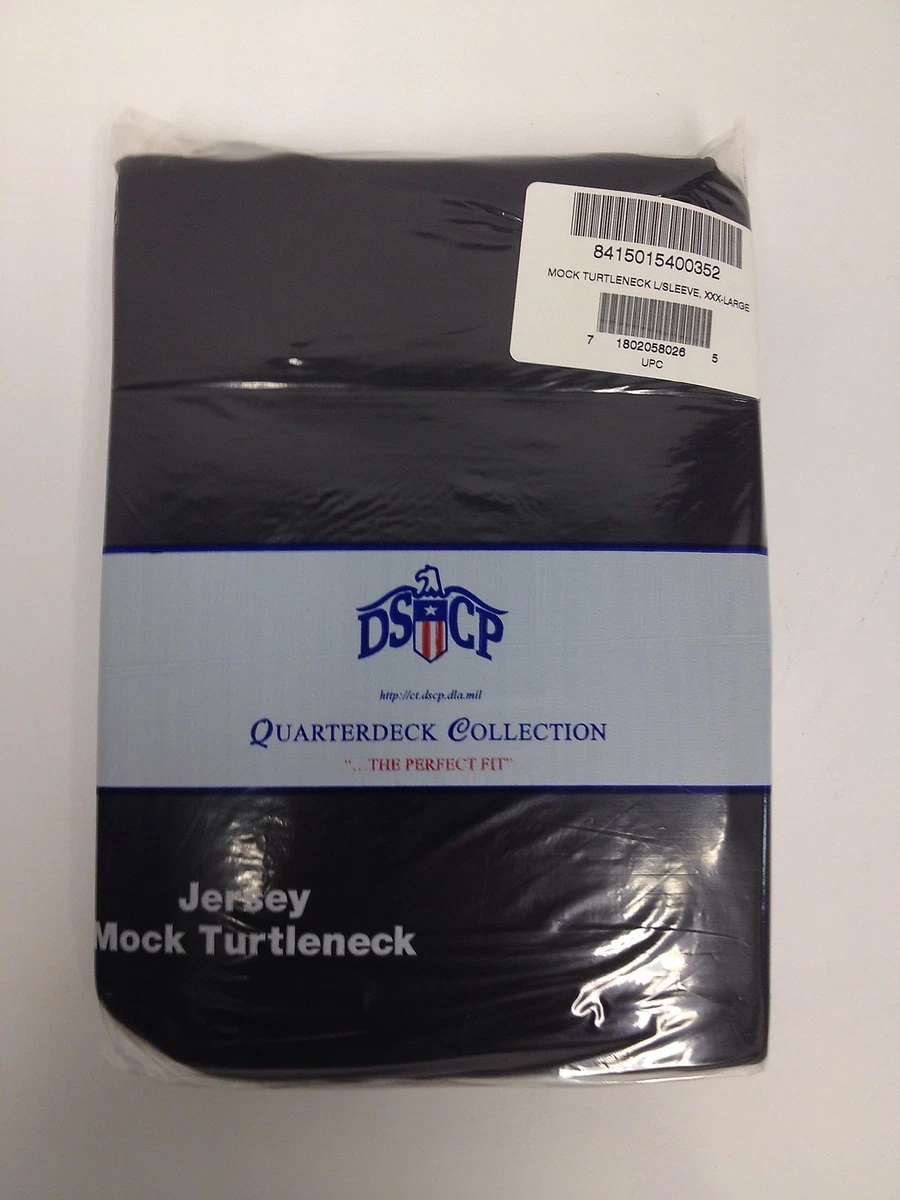 8415015400352
MOCK TURTLENECK L/SLEEVE, XXX-LARGE
7 1802058026 5
UPC
DSCP
http://ct.dscp.dla.mil
QUARTERDECK COLLECTION
"...THE PERFECT FIT"
Jersey
Mock Turtleneck